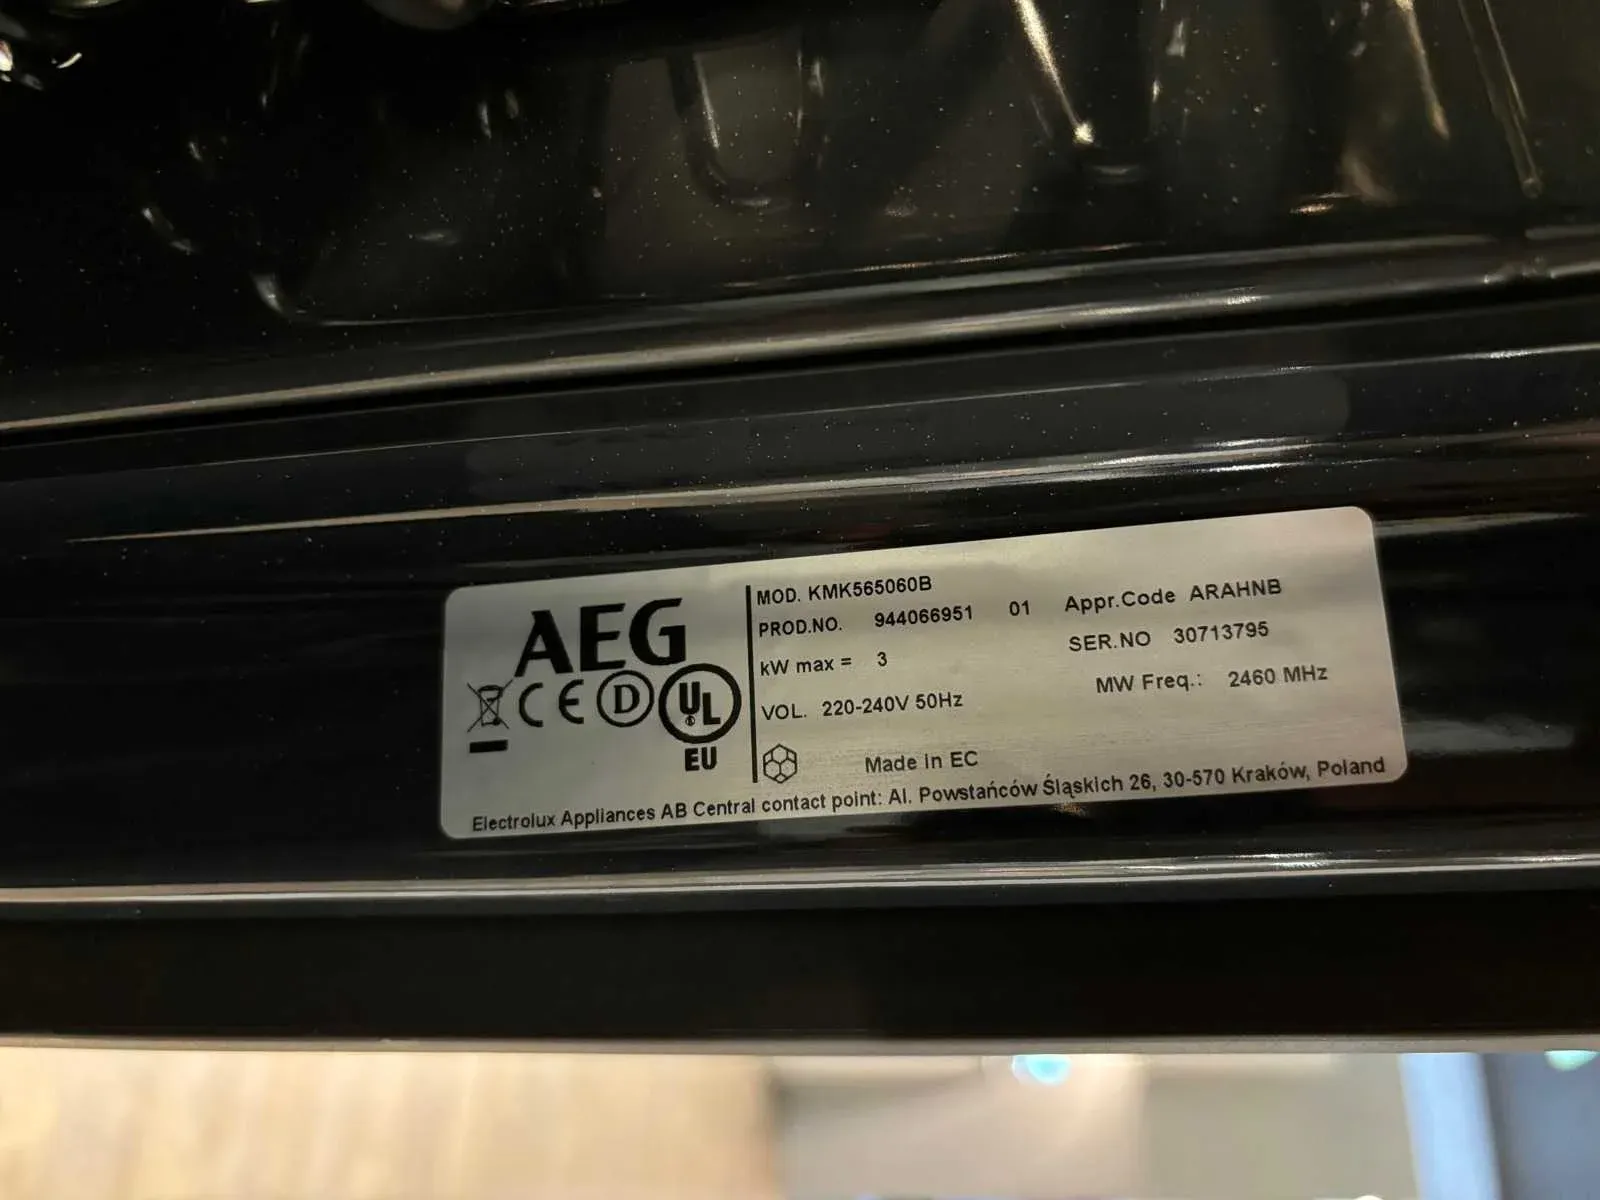 AEG
CE D UL
EU
MOD. KMK565060B
PROD.NO. 944066951 01 Appr.Code ARAHNB
kW max = 3 SER.NO 30713795
VOL. 220-240V 50Hz MW Freq.: 2460 MHz
Made in EC
Electrolux Appliances AB Central contact point: Al. Powstańców Śląskich 26, 30-570 Kraków, Poland